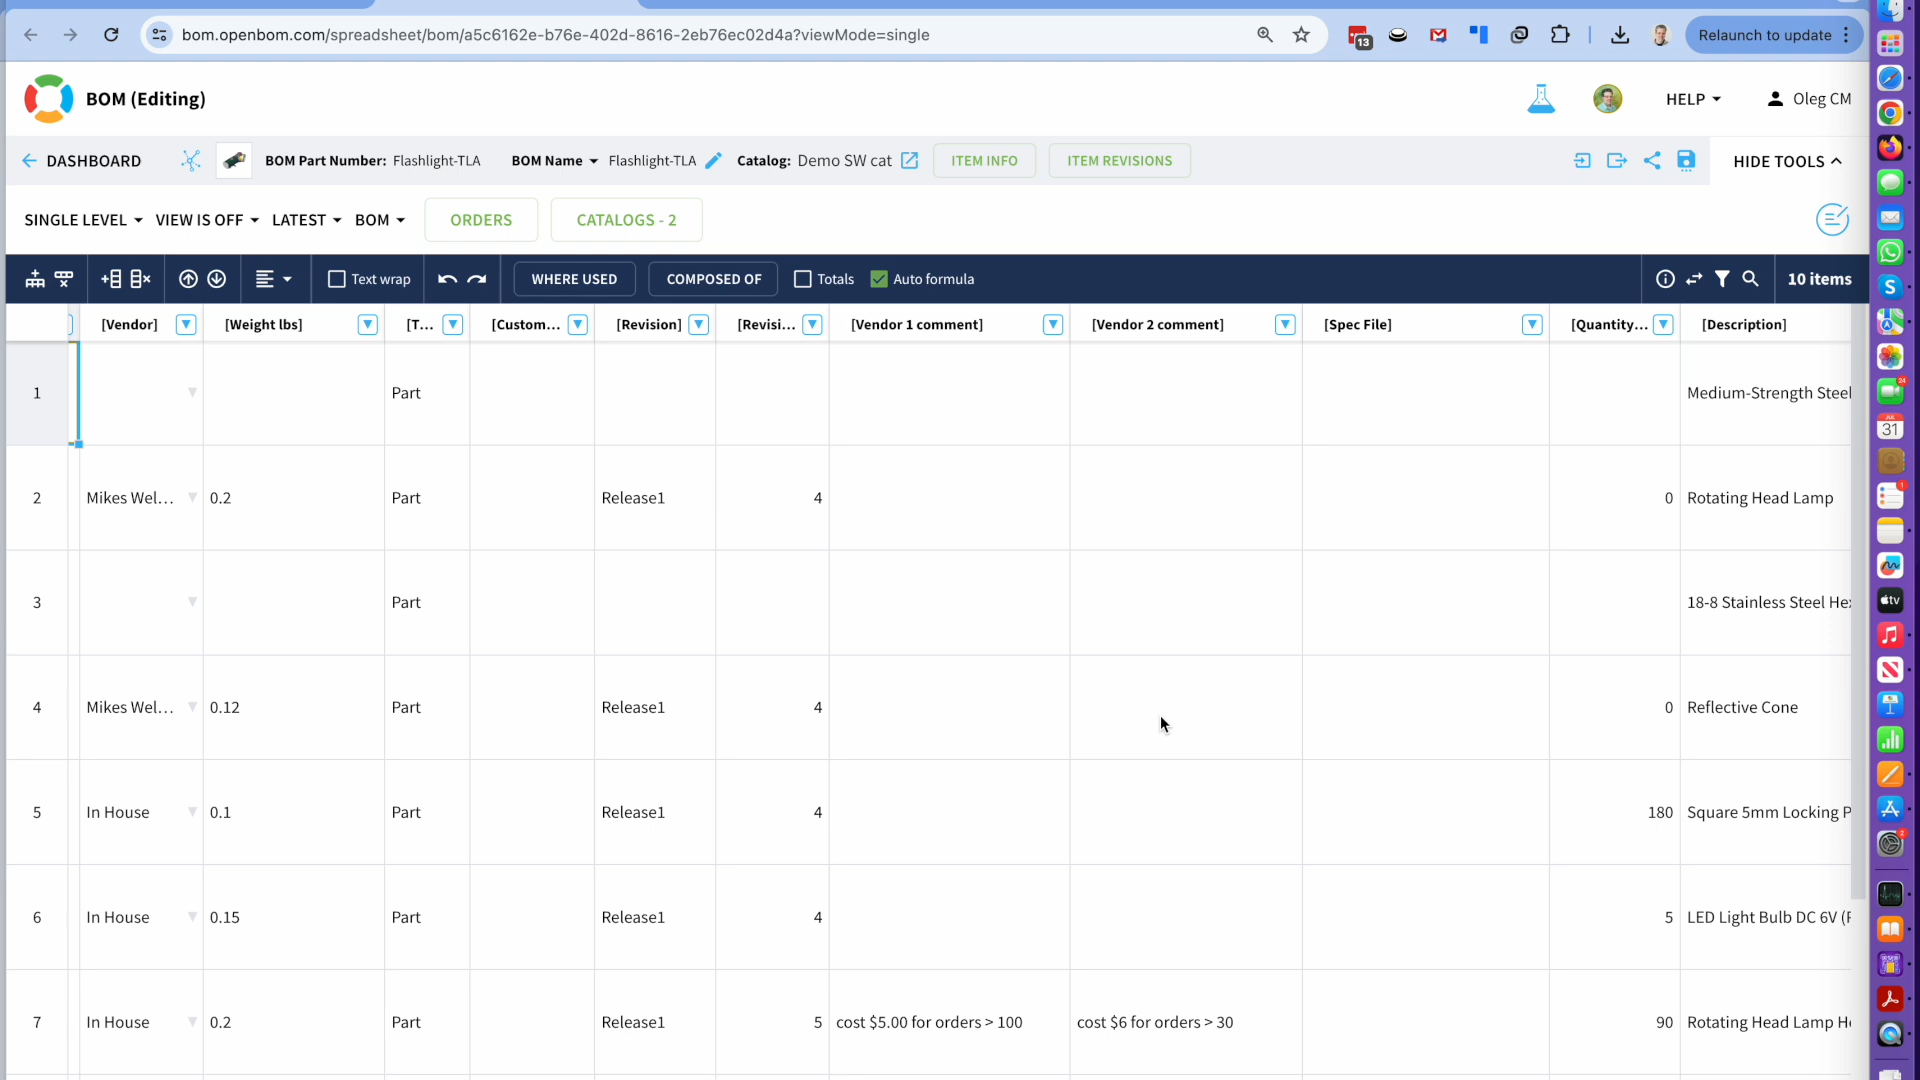 bom.openbom.com/spreadsheet/bom/a5c6162e-b76e-402d-8616-2eb76ec02d4a?viewMode=single
13
Relaunch to update
BOM (Editing)
HELP
Oleg CM
DASHBOARD
BOM Part Number: Flashlight-TLA
BOM Name
Flashlight-TLA
Catalog: Demo SW cat
ITEM INFO
ITEM REVISIONS
HIDE TOOLS
SINGLE LEVEL
VIEW IS OFF
LATEST
BOM
ORDERS
CATALOGS - 2
Text wrap
WHERE USED
COMPOSED OF
Totals
Auto formula
10 items
[Vendor] [Weight lbs] [T... [Custom... [Revision] [Revisi... [Vendor 1 comment] [Vendor 2 comment] [Spec File] [Quantity... [Description]
1 Part Medium-Strength Steel
2 Mikes Wel... 0.2 Part Release1 4 0 Rotating Head Lamp
3 Part 18-8 Stainless Steel Hex
4 Mikes Wel... 0.12 Part Release1 4 0 Reflective Cone
5 In House 0.1 Part Release1 4 180 Square 5mm Locking P
6 In House 0.15 Part Release1 4 5 LED Light Bulb DC 6V (F
7 In House 0.2 Part Release1 5 cost $5.00 for orders > 100 cost $6 for orders > 30 90 Rotating Head Lamp H
S
24
JUL
31
1
tv
2